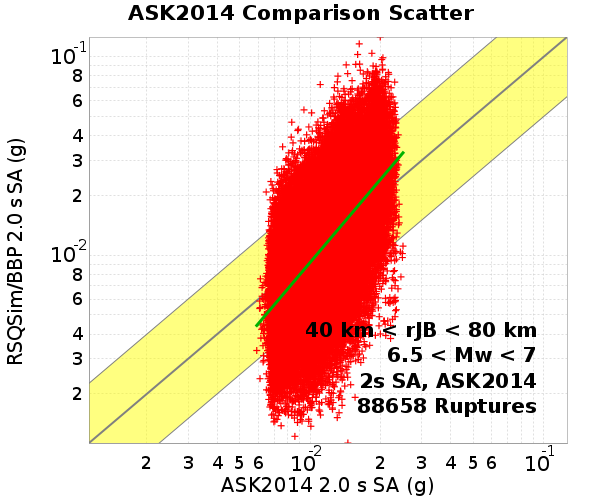 ASK2014 Comparison Scatter
RSQSim/BBP 2.0 s SA (g)
10⁻¹
8
6
4
3
2
10⁻²
8
6
4
3
2
40 km < rJB < 80 km
6.5 < Mw < 7
2s SA, ASK2014
88658 Ruptures
2 3 4 5 6 10⁻² 2 3 4 5 6 10⁻¹
ASK2014 2.0 s SA (g)